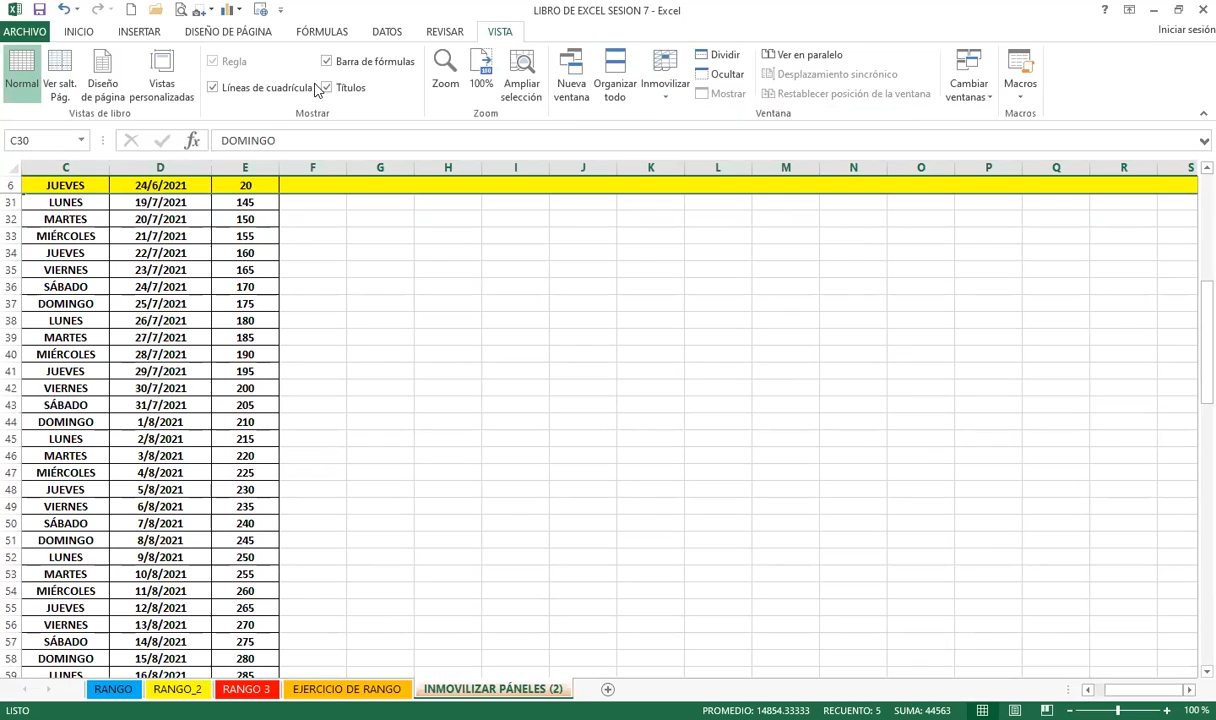 LIBRO DE EXCEL SESION 7 - Excel
ARCHIVO INICIO INSERTAR DISEÑO DE PÁGINA FÓRMULAS DATOS REVISAR VISTA Iniciar sesión
Regla Barra de fórmulas Dividir Ver en paralelo
Normal Ver salt. Pág. Diseño de página Vistas personalizadas Zoom 100% Ampliar selección Nueva ventana Organizar todo Inmovilizar Ocultar Desplazamiento sincrónico Cambiar ventanas Macros
Líneas de cuadrícula Títulos Mostrar Restablecer posición de la ventana
Vistas de libro Mostrar Zoom Ventana Macros
C30 fx DOMINGO
C D E F G H I J K L M N O P Q R S
6 JUEVES 24/6/2021 20
31 LUNES 19/7/2021 145
32 MARTES 20/7/2021 150
33 MIÉRCOLES 21/7/2021 155
34 JUEVES 22/7/2021 160
35 VIERNES 23/7/2021 165
36 SÁBADO 24/7/2021 170
37 DOMINGO 25/7/2021 175
38 LUNES 26/7/2021 180
39 MARTES 27/7/2021 185
40 MIÉRCOLES 28/7/2021 190
41 JUEVES 29/7/2021 195
42 VIERNES 30/7/2021 200
43 SÁBADO 31/7/2021 205
44 DOMINGO 1/8/2021 210
45 LUNES 2/8/2021 215
46 MARTES 3/8/2021 220
47 MIÉRCOLES 4/8/2021 225
48 JUEVES 5/8/2021 230
49 VIERNES 6/8/2021 235
50 SÁBADO 7/8/2021 240
51 DOMINGO 8/8/2021 245
52 LUNES 9/8/2021 250
53 MARTES 10/8/2021 255
54 MIÉRCOLES 11/8/2021 260
55 JUEVES 12/8/2021 265
56 VIERNES 13/8/2021 270
57 SÁBADO 14/8/2021 275
58 DOMINGO 15/8/2021 280
59 LUNES 16/8/2021 285
RANGO RANGO_2 RANGO 3 EJERCICIO DE RANGO INMOVILIZAR PÁNELES (2)
LISTO PROMEDIO: 14854.33333 RECUENTO: 5 SUMA: 44563 100 %